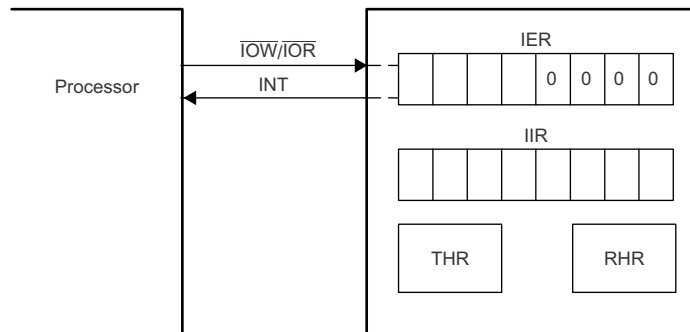 IER
IOW/IOR
0 0 0 0
Processor
INT
IIR
THR
RHR